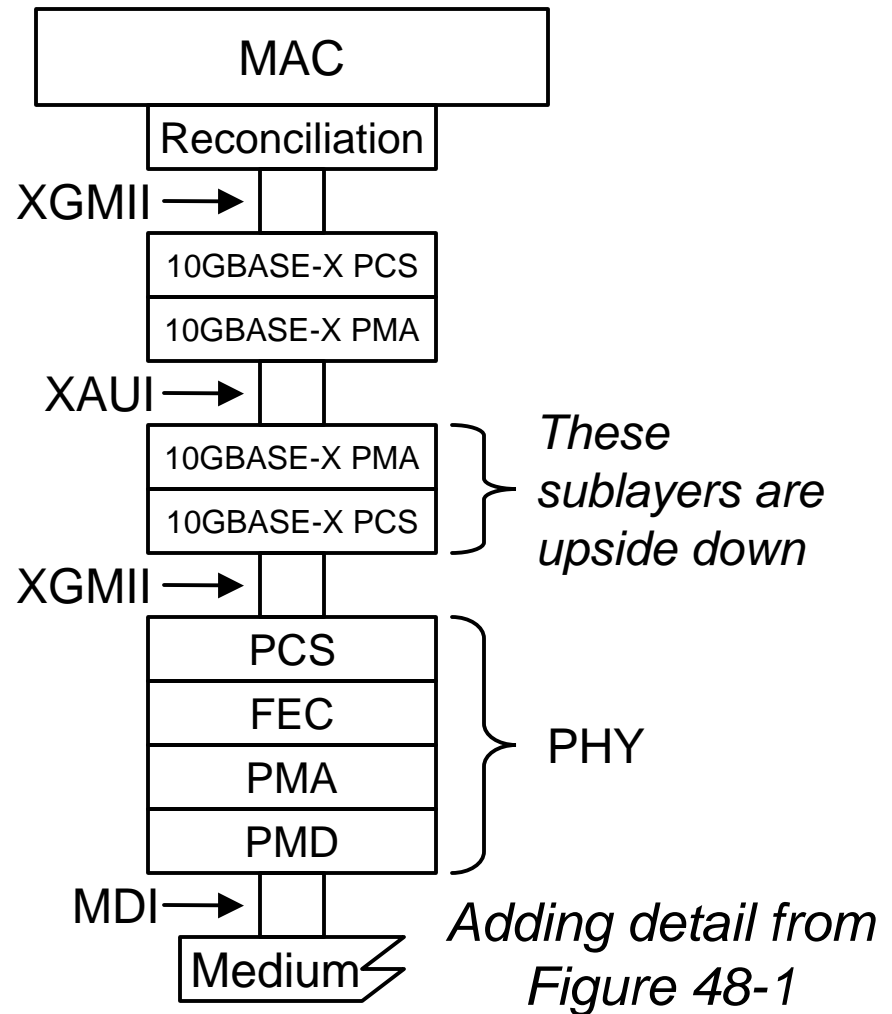 MAC
Reconciliation
XGMII
10GBASE-X PCS
10GBASE-X PMA
XAUI
10GBASE-X PMA
10GBASE-X PCS
These
sublayers are
upside down
XGMII
PCS
FEC
PMA
PMD
PHY
MDI
Medium
Adding detail from
Figure 48-1